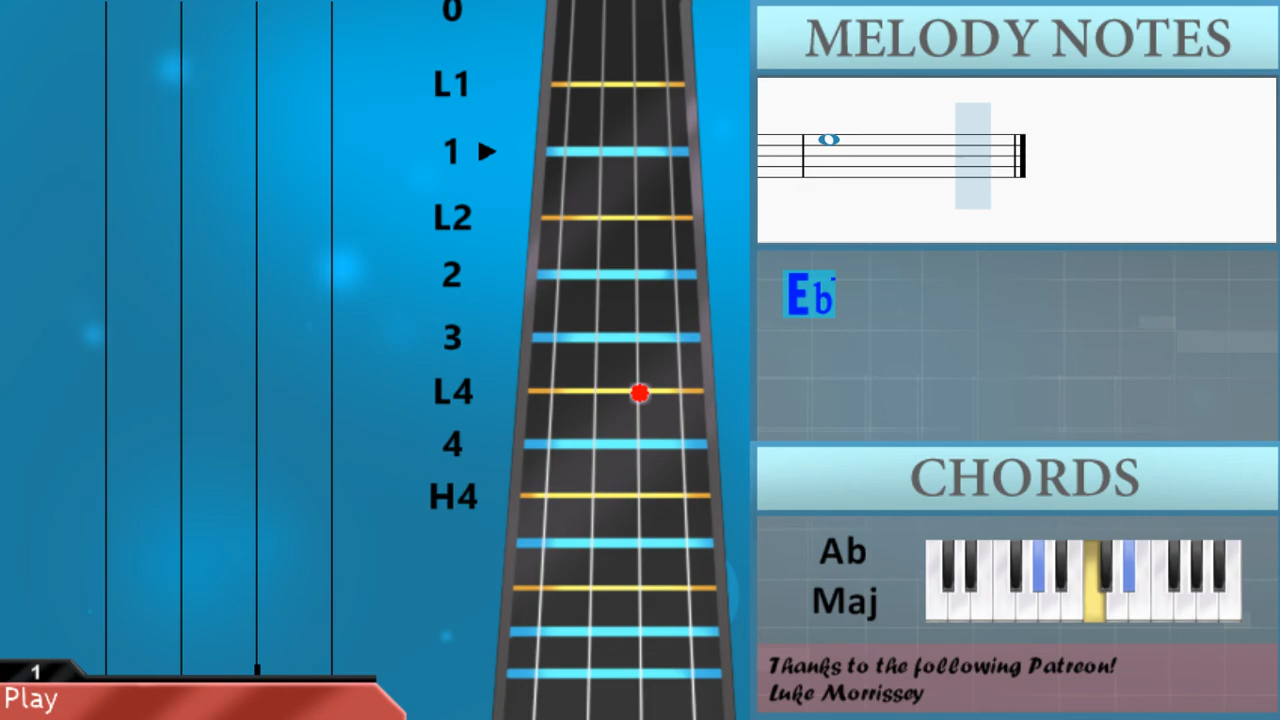 0
L1
1 ►
L2
2
3
L4
4
H4
1
Play
MELODY NOTES
Eb
CHORDS
Ab
Maj
Thanks to the following Patreon!
Luke Morrissey